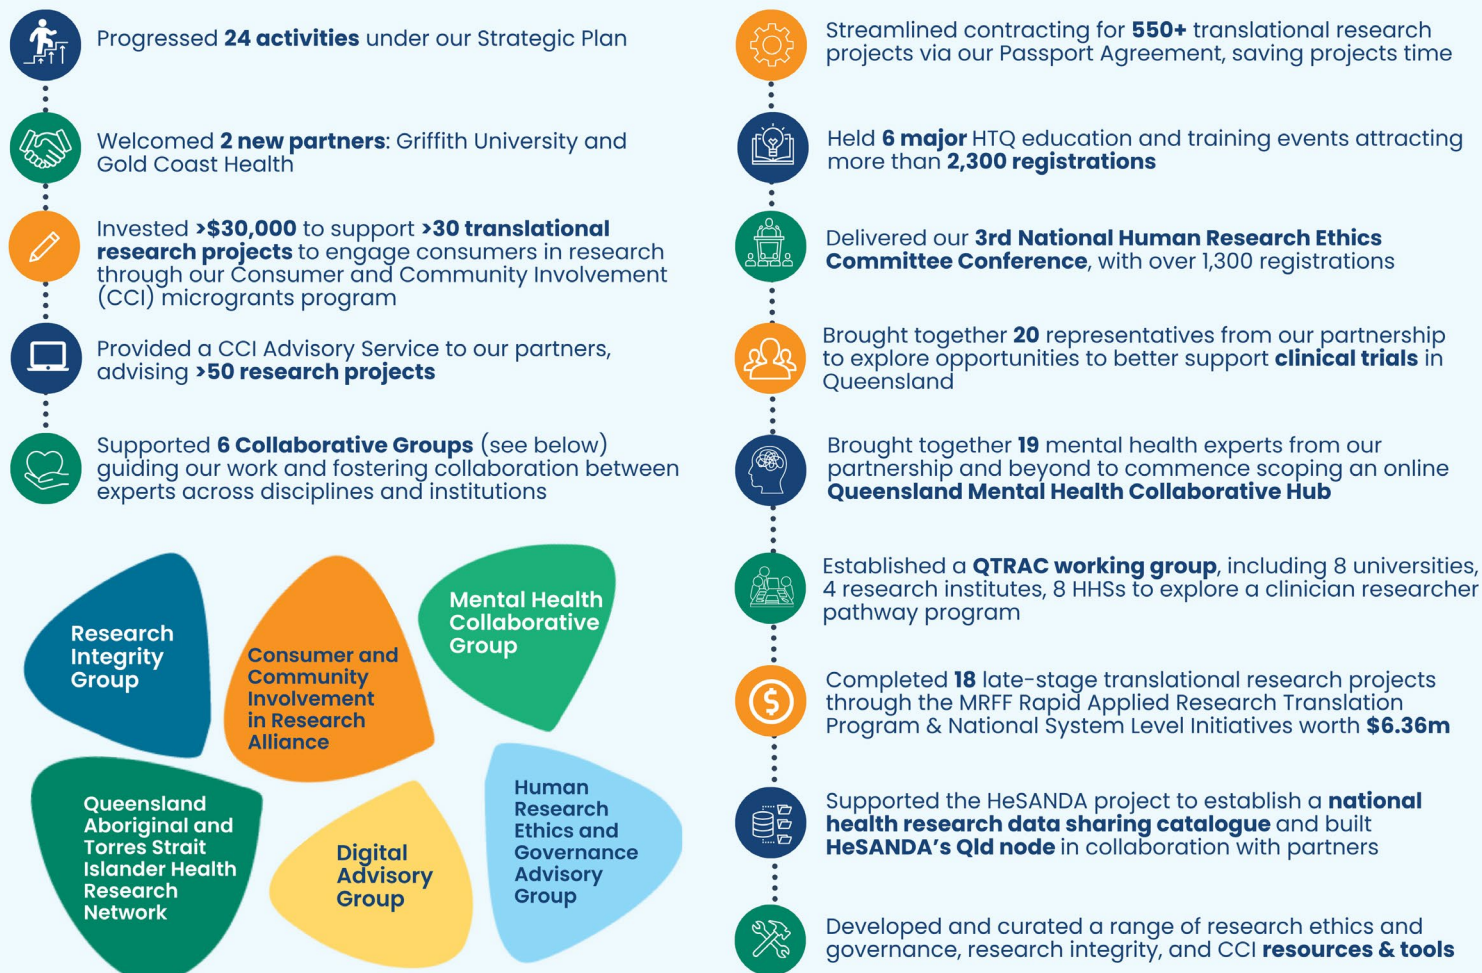 Progressed 24 activities under our Strategic Plan
Welcomed 2 new partners: Griffith University and
Gold Coast Health
Invested >$30,000 to support >30 translational
research projects to engage consumers in research
through our Consumer and Community Involvement
(CCI) microgrants program
Provided a CCI Advisory Service to our partners,
advising >50 research projects
Supported 6 Collaborative Groups (see below)
guiding our work and fostering collaboration between
experts across disciplines and institutions
Research
Integrity
Group
Consumer and
Community
Involvement
in Research
Alliance
Mental Health
Collaborative
Group
Queensland
Aboriginal and
Torres Strait
Islander Health
Research
Network
Digital
Advisory
Group
Human
Research
Ethics and
Governance
Advisory
Group
Streamlined contracting for 550+ translational research
projects via our Passport Agreement, saving projects time
Held 6 major HTQ education and training events attracting
more than 2,300 registrations
Delivered our 3rd National Human Research Ethics
Committee Conference, with over 1,300 registrations
Brought together 20 representatives from our partnership
to explore opportunities to better support clinical trials in
Queensland
Brought together 19 mental health experts from our
partnership and beyond to commence scoping an online
Queensland Mental Health Collaborative Hub
Established a QTRAC working group, including 8 universities,
4 research institutes, 8 HHSs to explore a clinician researcher
pathway program
$
Completed 18 late-stage translational research projects
through the MRFF Rapid Applied Research Translation
Program & National System Level Initiatives worth $6.36m
Supported the HeSANDA project to establish a national
health research data sharing catalogue and built
HeSANDA's Qld node in collaboration with partners
Developed and curated a range of research ethics and
governance, research integrity, and CCI resources & tools